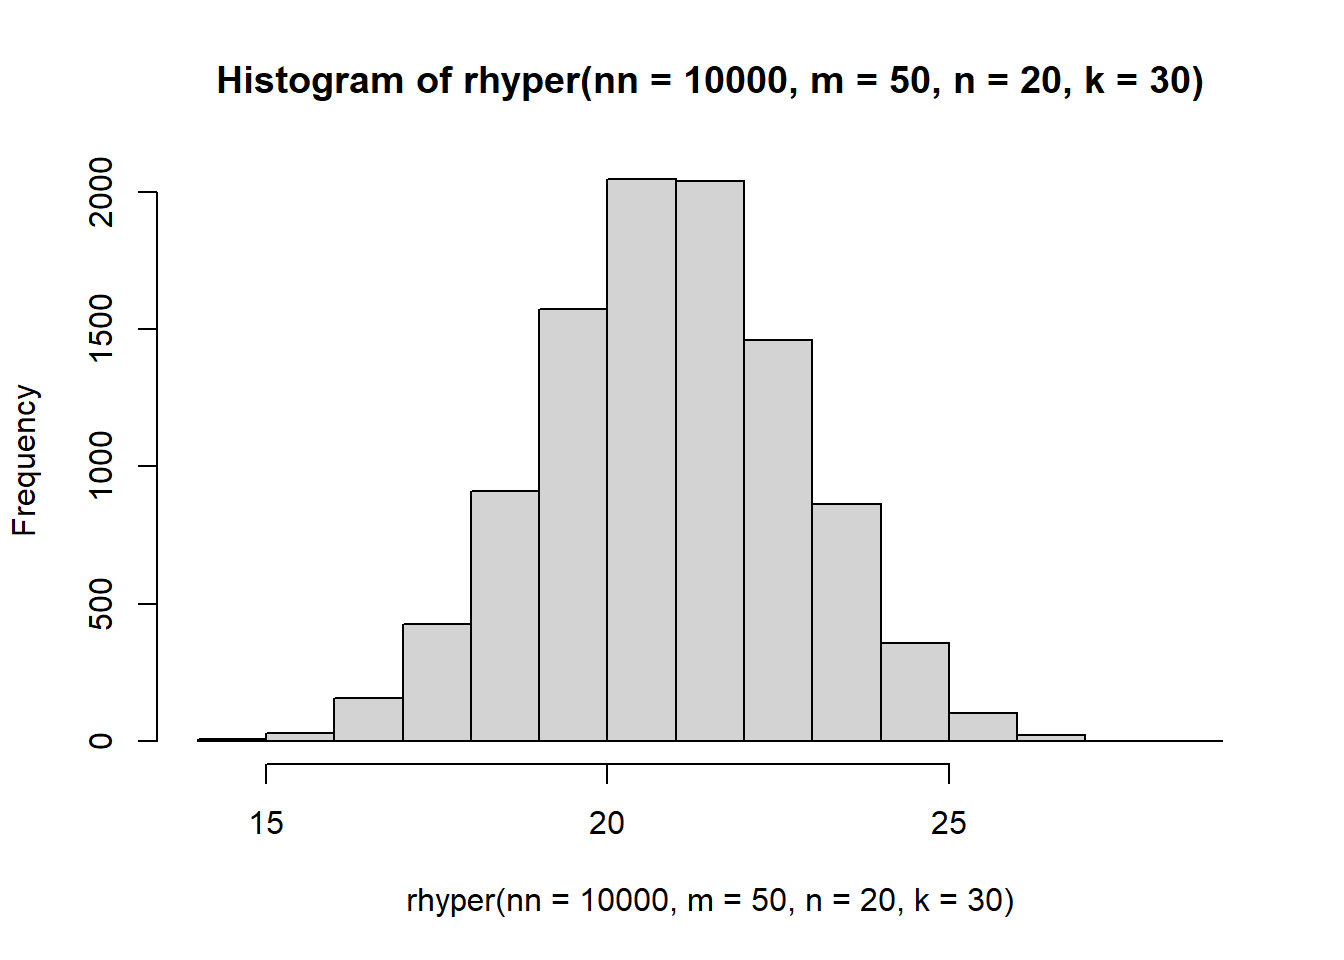 Histogram of rhyper(nn = 10000, m = 50, n = 20, k = 30)
Frequency
2000
1500
1000
500
0
15 20 25
rhyper(nn = 10000, m = 50, n = 20, k = 30)